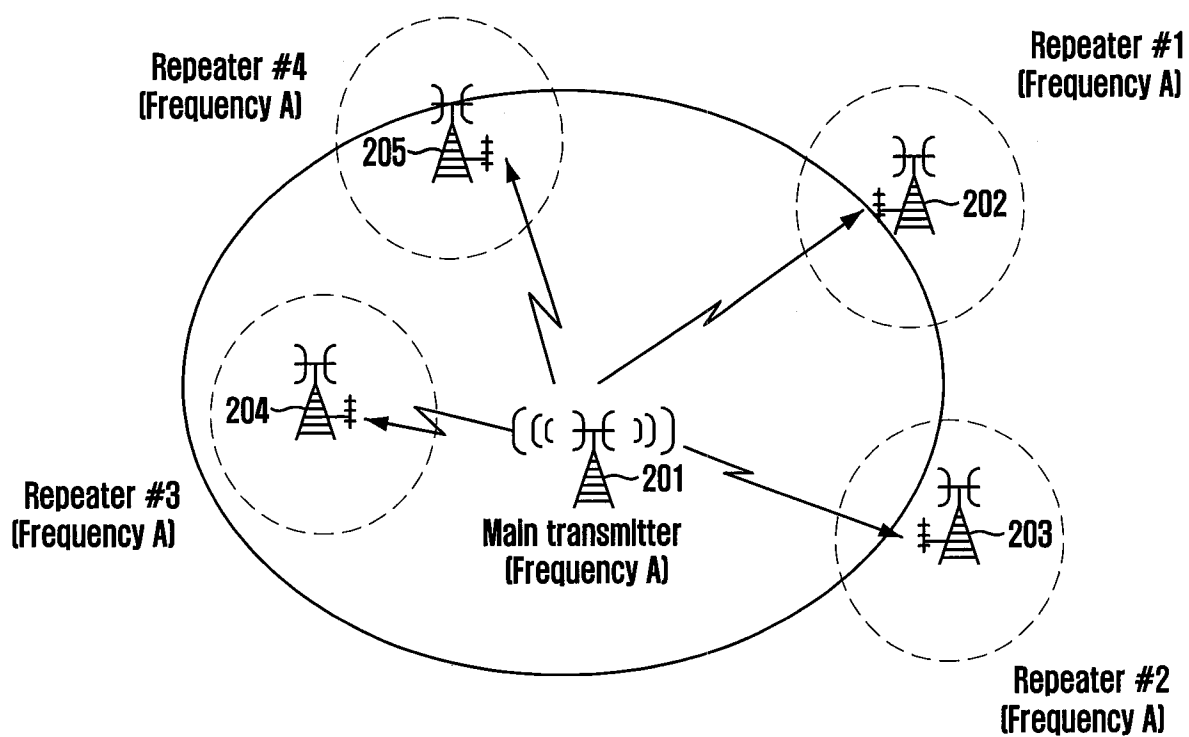 Repeater #4
(Frequency A)
Repeater #1
(Frequency A)
205
202
204
201
203
Repeater #3
(Frequency A)
Main transmitter
(Frequency A)
Repeater #2
(Frequency A)